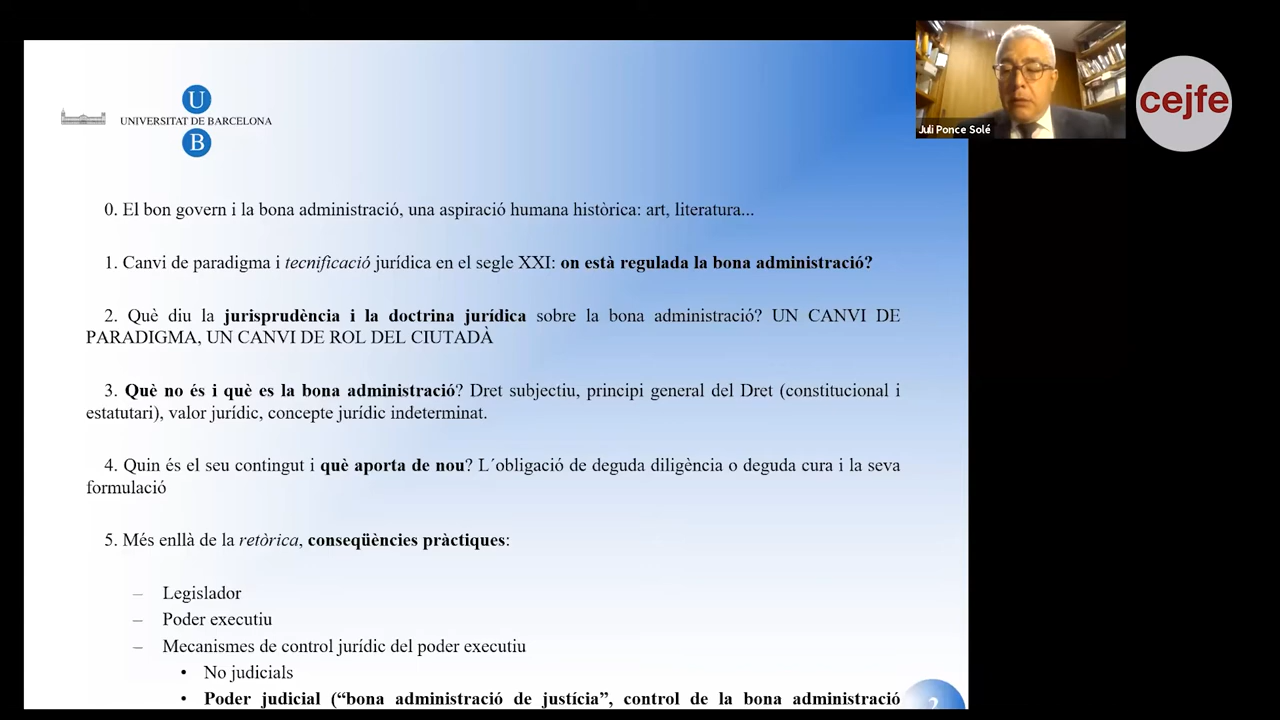 U
UNIVERSITAT DE BARCELONA
B
0. El bon govern i la bona administració, una aspiració humana històrica: art, literatura...
1. Canvi de paradigma i tecnificació jurídica en el segle XXI: on està regulada la bona administració?
2. Què diu la jurisprudència i la doctrina jurídica sobre la bona administració? UN CANVI DE
PARADIGMA, UN CANVI DE ROL DEL CIUTADÀ
3. Què no és i què es la bona administració? Dret subjectiu, principi general del Dret (constitucional i
estatutari), valor jurídic, concepte jurídic indeterminat.
4. Quin és el seu contingut i què aporta de nou? L´obligació de deguda diligència o deguda cura i la seva
formulació
5. Més enllà de la retòrica, conseqüències pràctiques:
– Legislador
– Poder executiu
– Mecanismes de control jurídic del poder executiu
• No judicials
• Poder judicial (“bona administració de justícia”, control de la bona administració
2
Juli Ponce Solé
cejfe